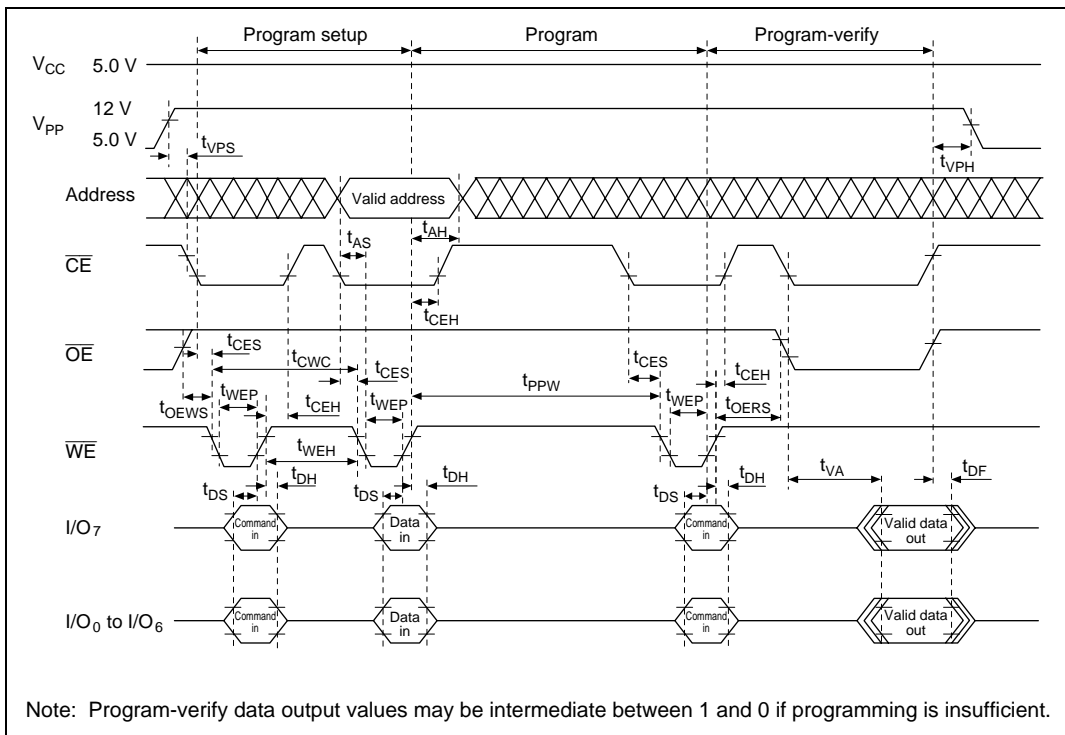 Program setup Program Program-verify
VCC 5.0 V
12 V
VPP
5.0 V
tVPS
tVPH
Address
Valid address
tAS
tAH
CE
tCEH
OE
tCES
tCWC
tCES
tCES
tPPW
tCEH
tWEP
tOEWS
tCEH
tWEP
tWEP
tOERS
WE
tWEH
tVA
tDH
tDH
tDH
tDF
tDS
tDS
tDS
I/O7
Command
in
Data
in
Command
in
Valid data
out
I/O0 to I/O6
Command
in
Data
in
Command
in
Valid data
out
Note: Program-verify data output values may be intermediate between 1 and 0 if programming is insufficient.